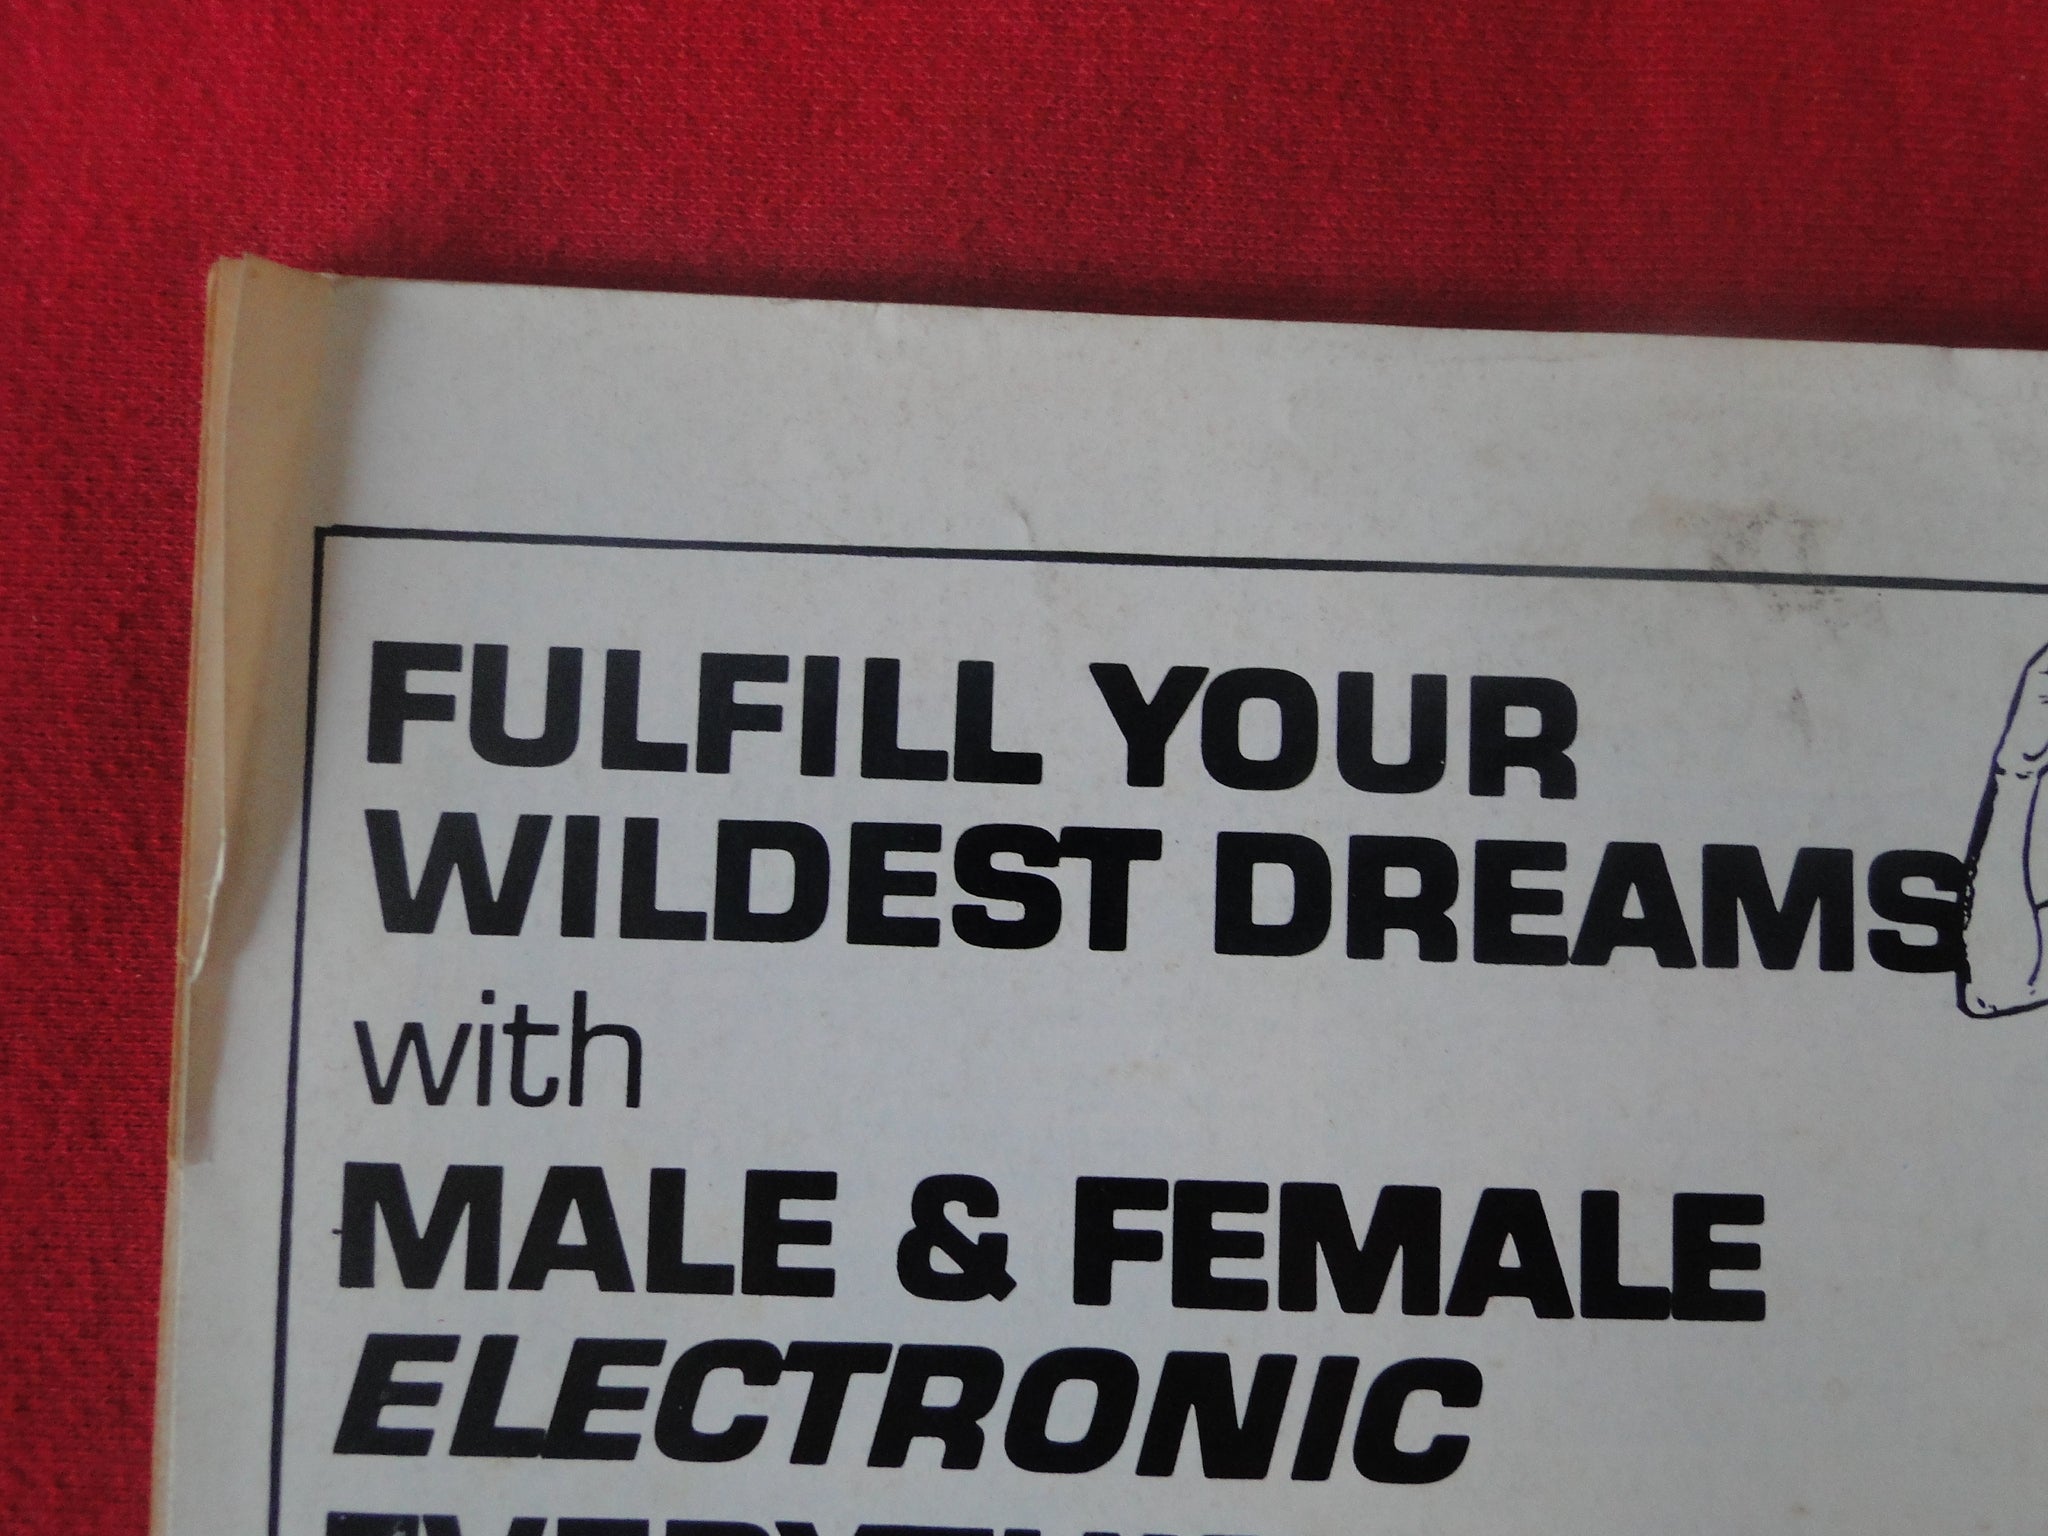 FULFILL YOUR
WILDEST DREAMS
with
MALE & FEMALE
ELECTRONIC